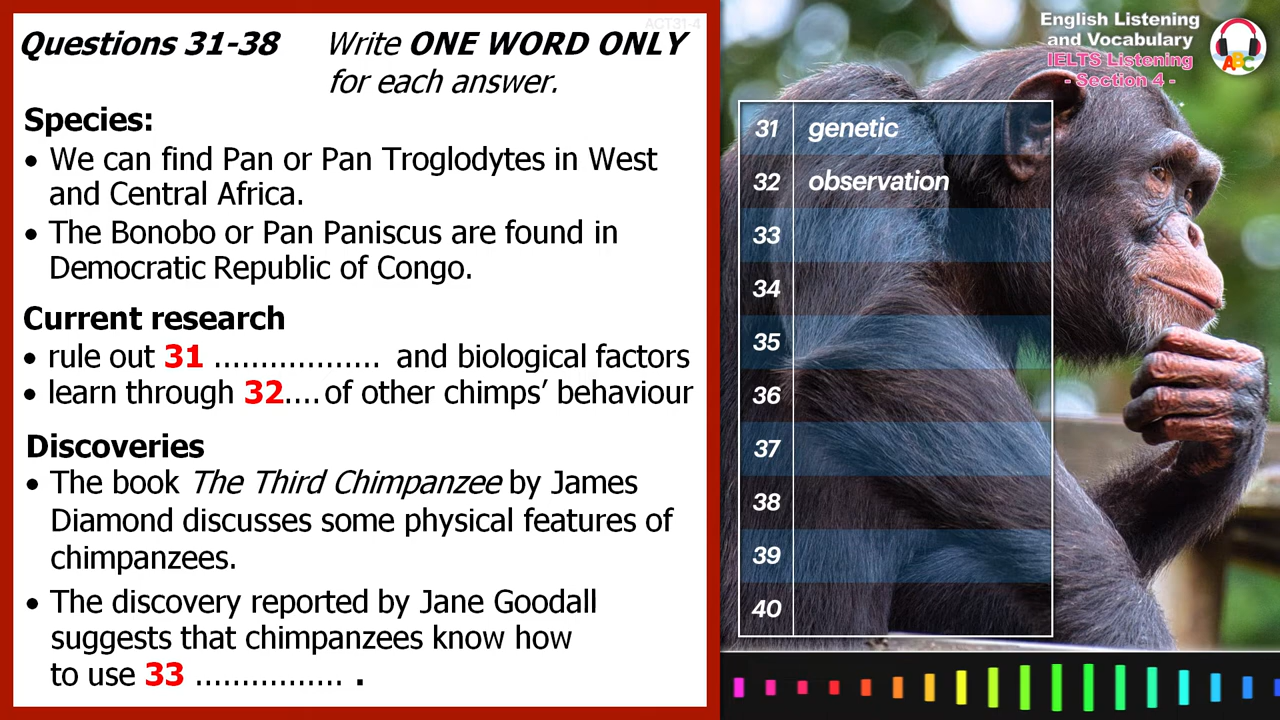 ACT31-4
Questions 31-38 Write ONE WORD ONLY
for each answer.
Species:
• We can find Pan or Pan Troglodytes in West
and Central Africa.
• The Bonobo or Pan Paniscus are found in
Democratic Republic of Congo.
Current research
• rule out 31 .................. and biological factors
• learn through 32.... of other chimps’ behaviour
Discoveries
• The book The Third Chimpanzee by James
Diamond discusses some physical features of
chimpanzees.
• The discovery reported by Jane Goodall
suggests that chimpanzees know how
to use 33 ................ .
English Listening
and Vocabulary
IELTS Listening
- Section 4 -
ABC
31 genetic
32 observation
33
34
35
36
37
38
39
40